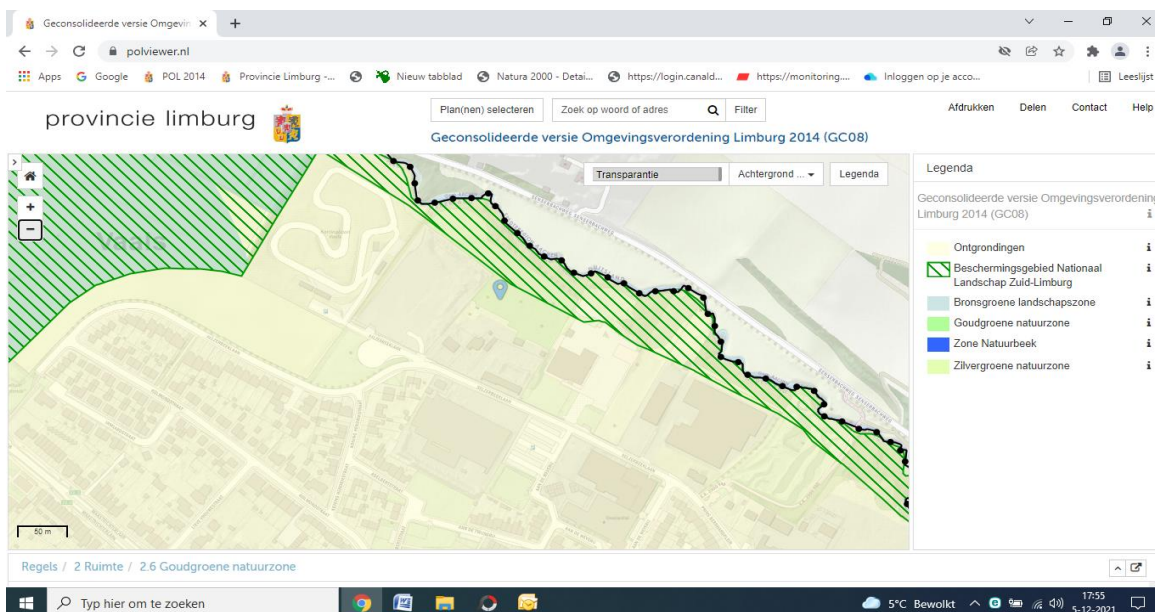 Geconsolideerde versie Omgevin
polviewer.nl
Apps Google POL 2014 Provincie Limburg -... Nieuw tabblad Natura 2000 - Detai... https://login.canald... https://monitoring.... Inloggen op je acco... Leeslijst
provincie limburg
Plan(nen) selecteren Zoek op woord of adres Filter
Afdrukken Delen Contact Help
Geconsolideerde versie Omgevingsverordening Limburg 2014 (GC08)
Transparantie Achtergrond ... Legenda
Vaals
50 m
Legenda
Geconsolideerde versie Omgevingsverordening
Limburg 2014 (GC08)
Ontgrondingen
Beschermingsgebied Nationaal
Landschap Zuid-Limburg
Bronsgroene landschapszone
Goudgroene natuurzone
Zone Natuurbeek
Zilvergroene natuurzone
Regels / 2 Ruimte / 2.6 Goudgroene natuurzone
Typ hier om te zoeken
5°C Bewolkt
17:55
5-12-2021